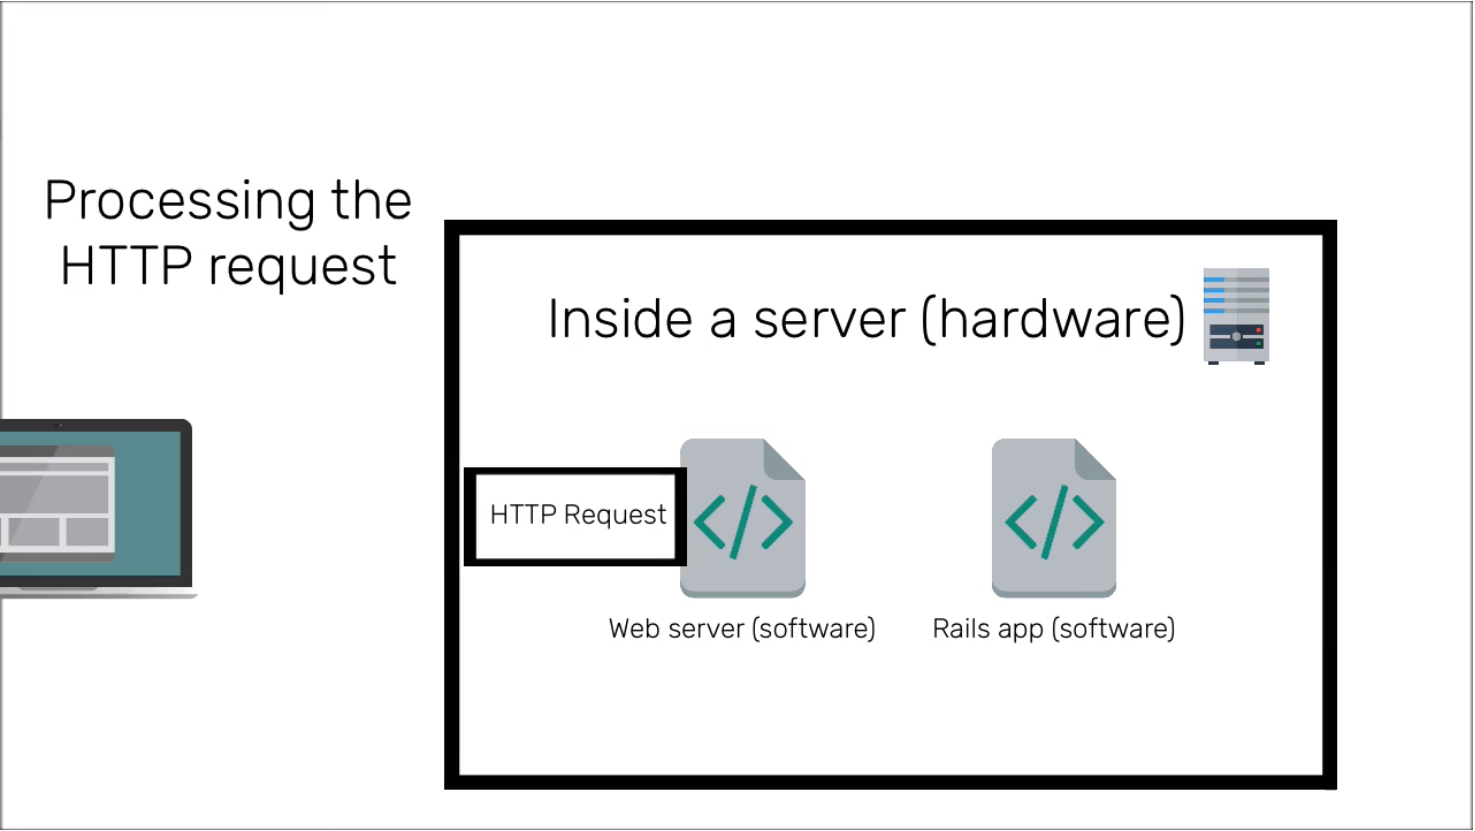 Processing the
HTTP request
Inside a server (hardware)
HTTP Request
Web server (software)
Rails app (software)